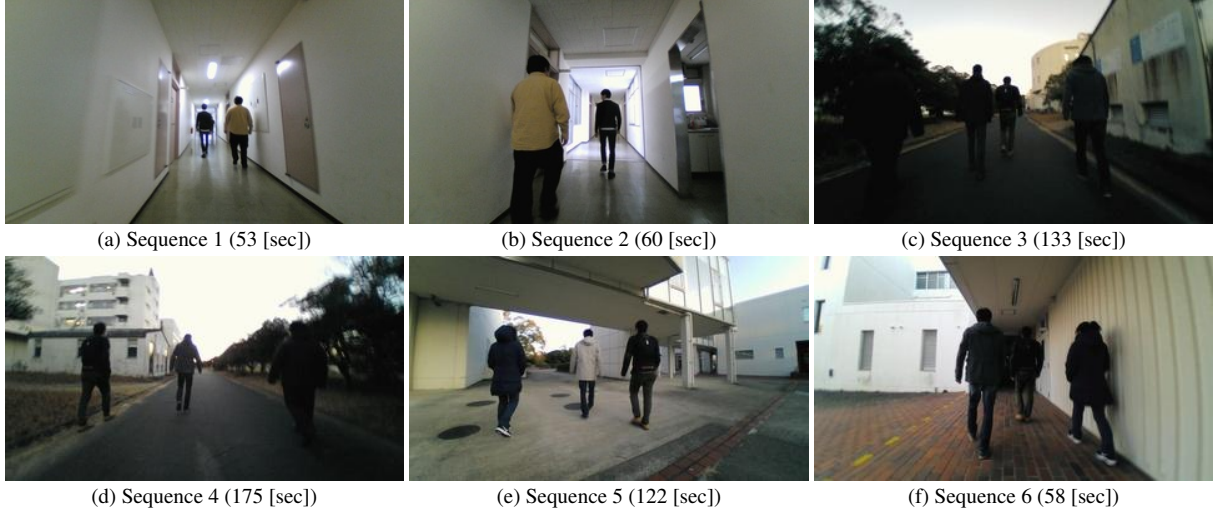 (a) Sequence 1 (53 [sec])
(b) Sequence 2 (60 [sec])
(c) Sequence 3 (133 [sec])
(d) Sequence 4 (175 [sec])
(e) Sequence 5 (122 [sec])
(f) Sequence 6 (58 [sec])